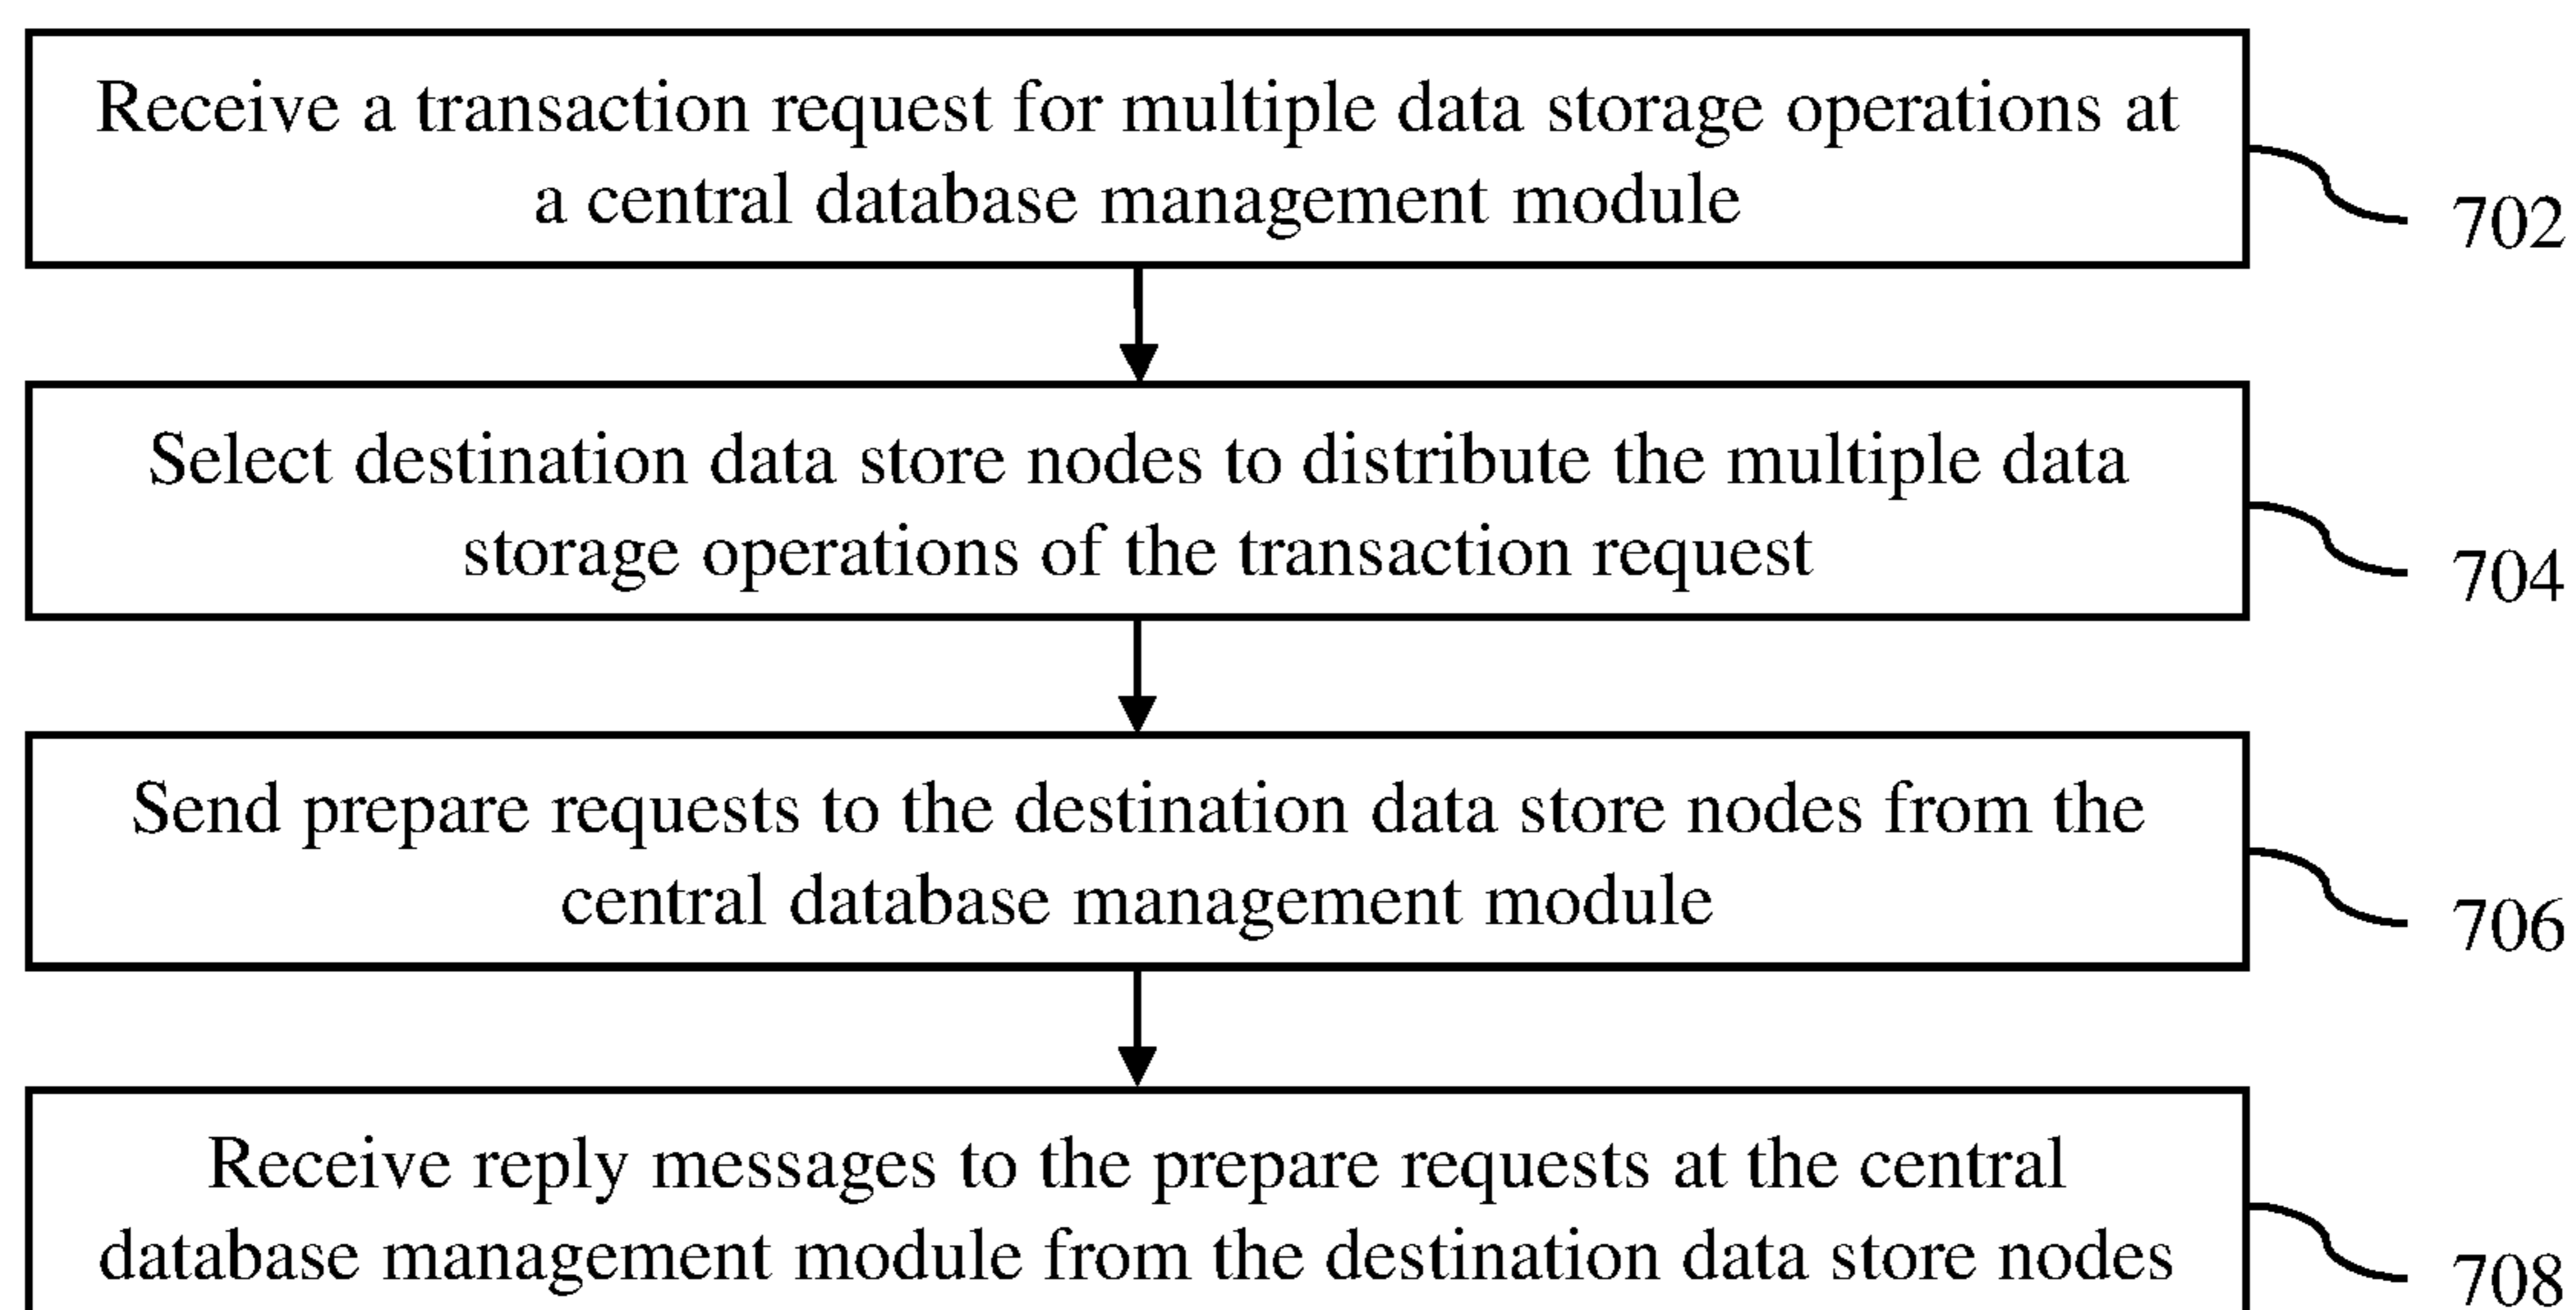 Receive a transaction request for multiple data storage operations at
a central database management module
702
Select destination data store nodes to distribute the multiple data
storage operations of the transaction request
704
Send prepare requests to the destination data store nodes from the
central database management module
706
Receive reply messages to the prepare requests at the central
database management module from the destination data store nodes
708